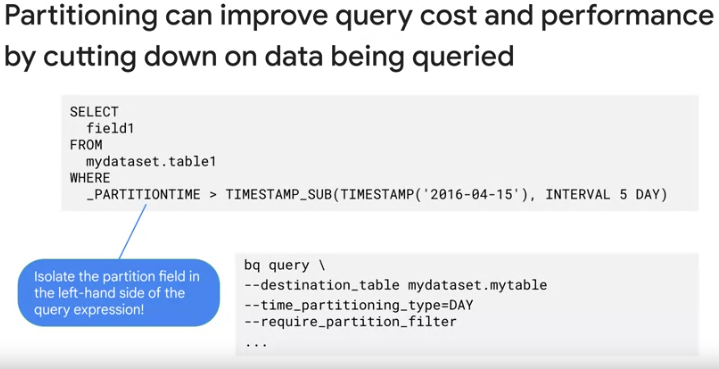 Partitioning can improve query cost and performance
by cutting down on data being queried
SELECT
field1
FROM
mydataset.table1
WHERE
_PARTITIONTIME > TIMESTAMP_SUB(TIMESTAMP('2016-04-15'), INTERVAL 5 DAY)
Isolate the partition field in
the left-hand side of the
query expression!
bq query \
--destination_table mydataset.mytable
--time_partitioning_type=DAY
--require_partition_filter
...